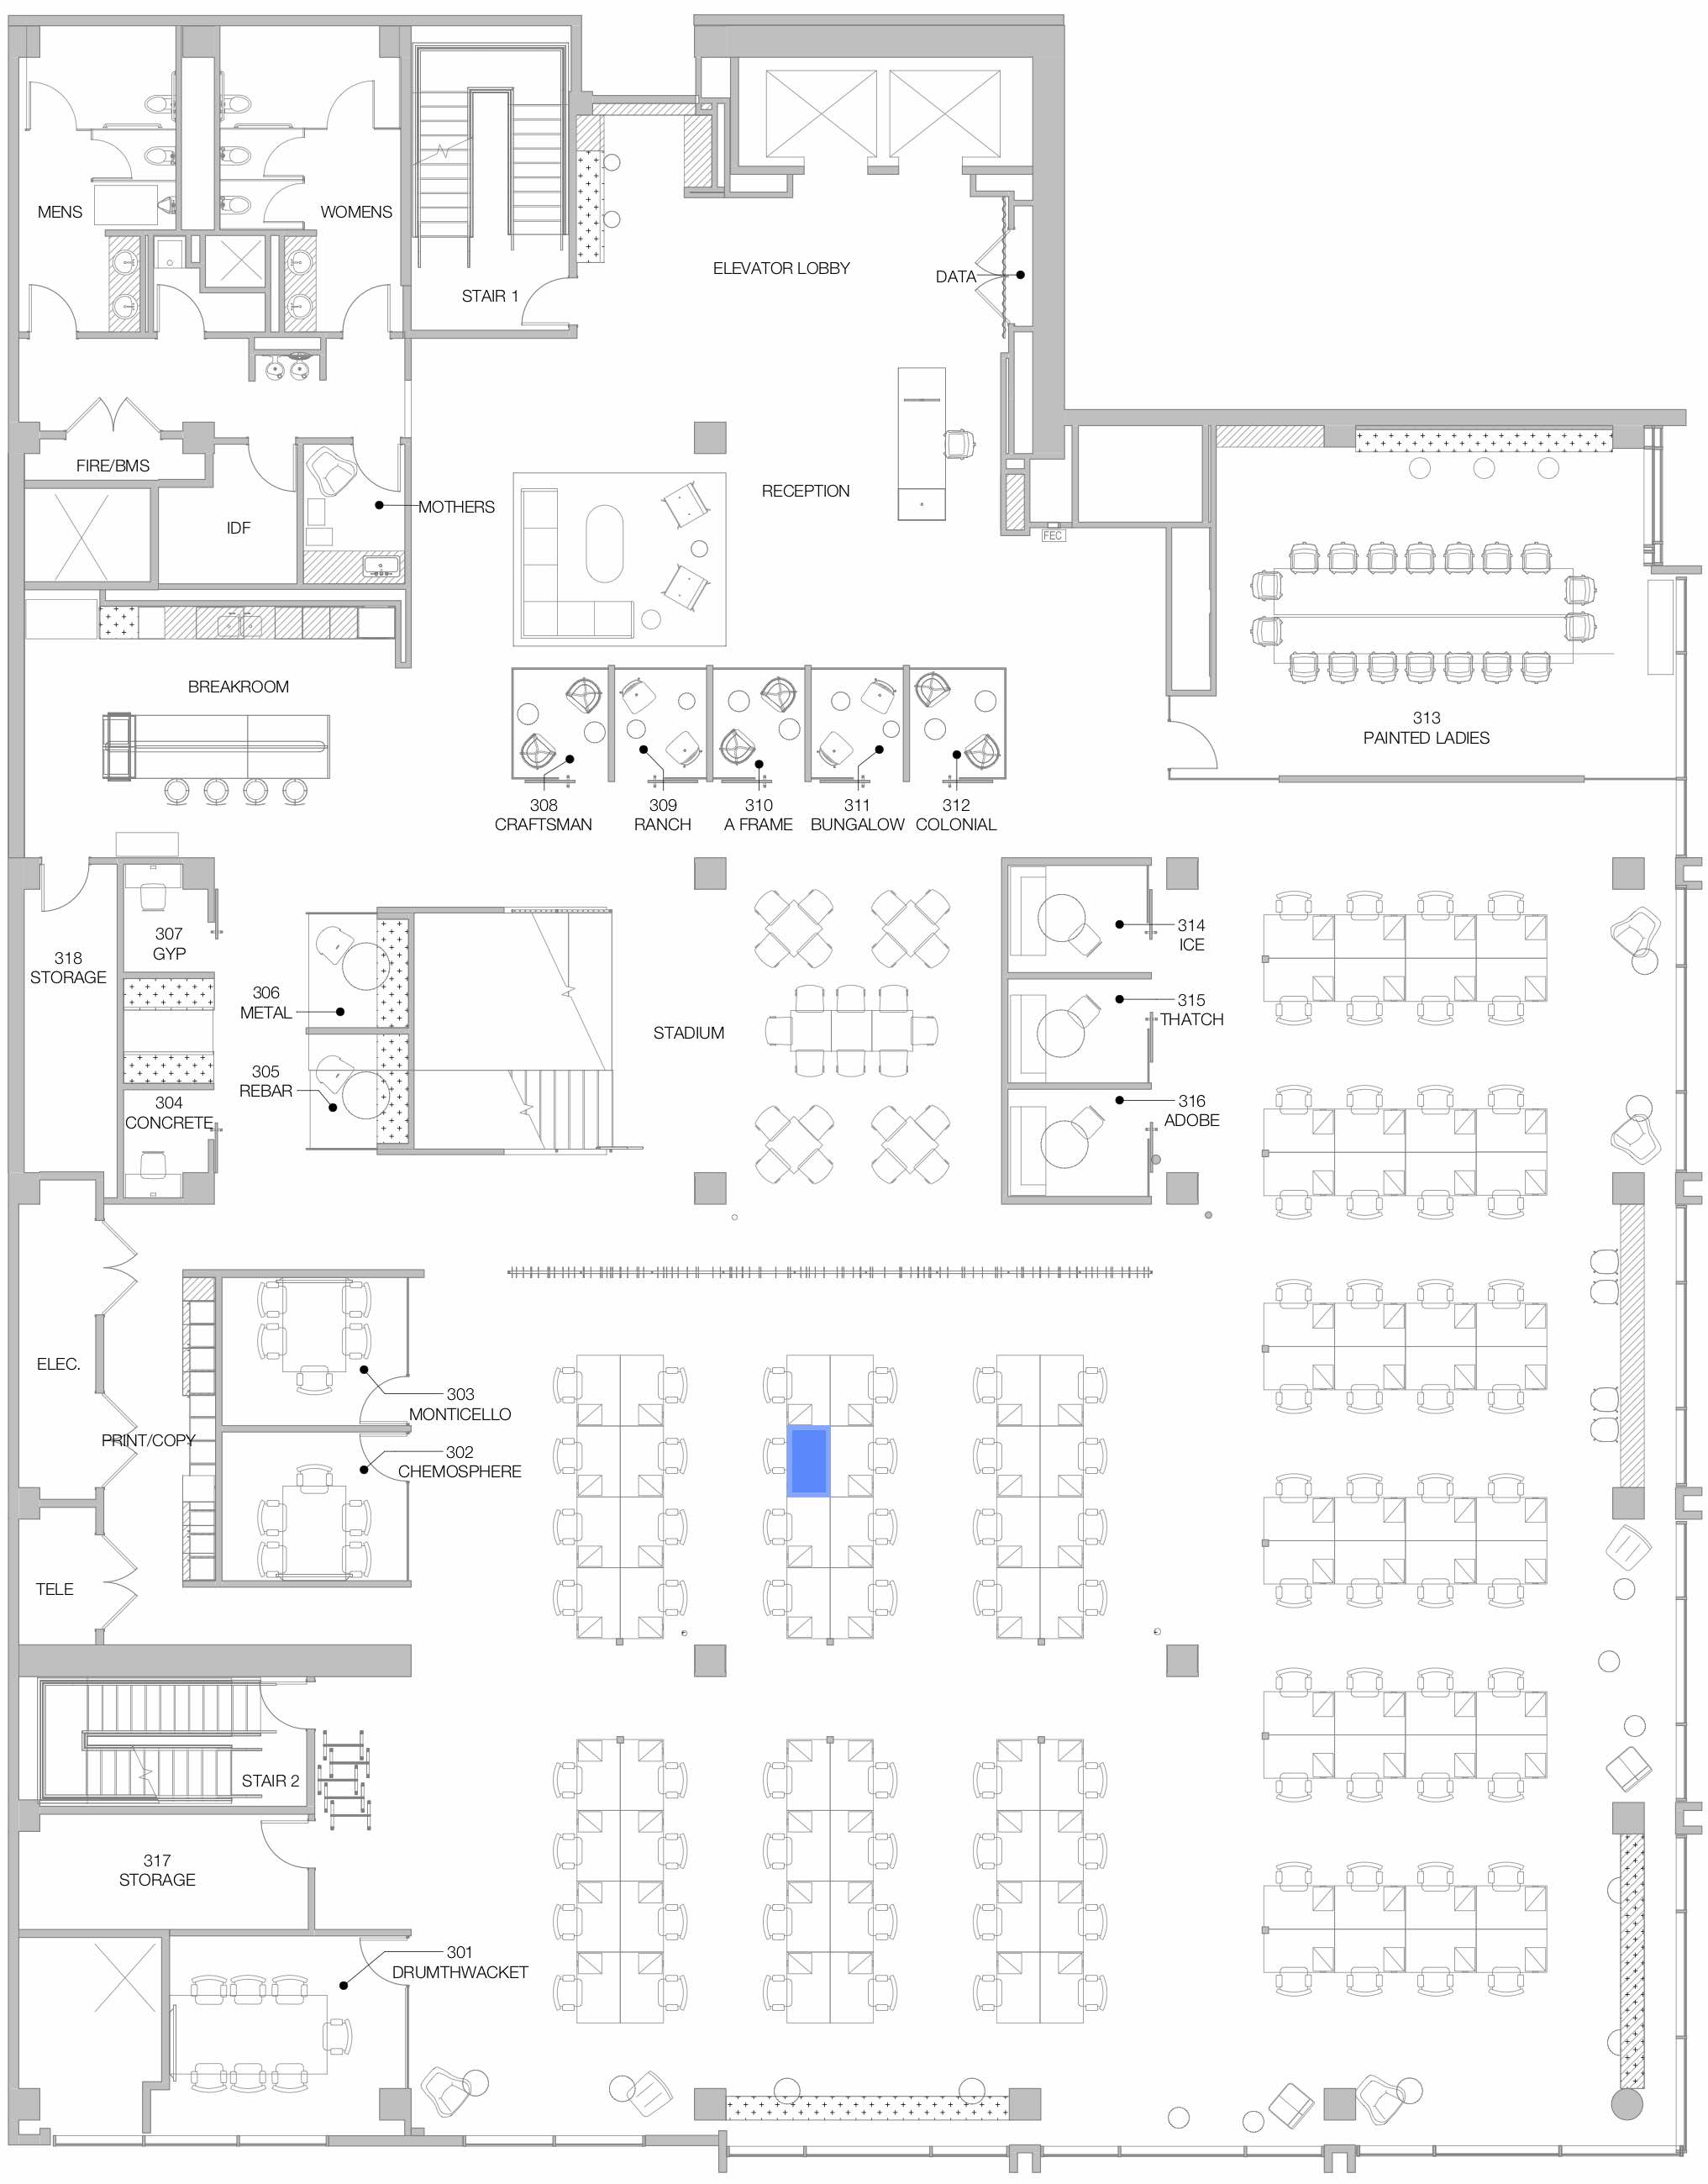 MENS
WOMENS
STAIR 1
ELEVATOR LOBBY
DATA
FIRE/BMS
IDF
MOTHERS
RECEPTION
FEC
BREAKROOM
313
PAINTED LADIES
308
CRAFTSMAN
309
RANCH
310
A FRAME
311
BUNGALOW
312
COLONIAL
318
STORAGE
307
GYP
306
METAL
305
REBAR
304
CONCRETE
STADIUM
314
ICE
315
THATCH
316
ADOBE
ELEC.
PRINT/COPY
303
MONTICELLO
302
CHEMOSPHERE
TELE
STAIR 2
317
STORAGE
301
DRUMTHWACKET